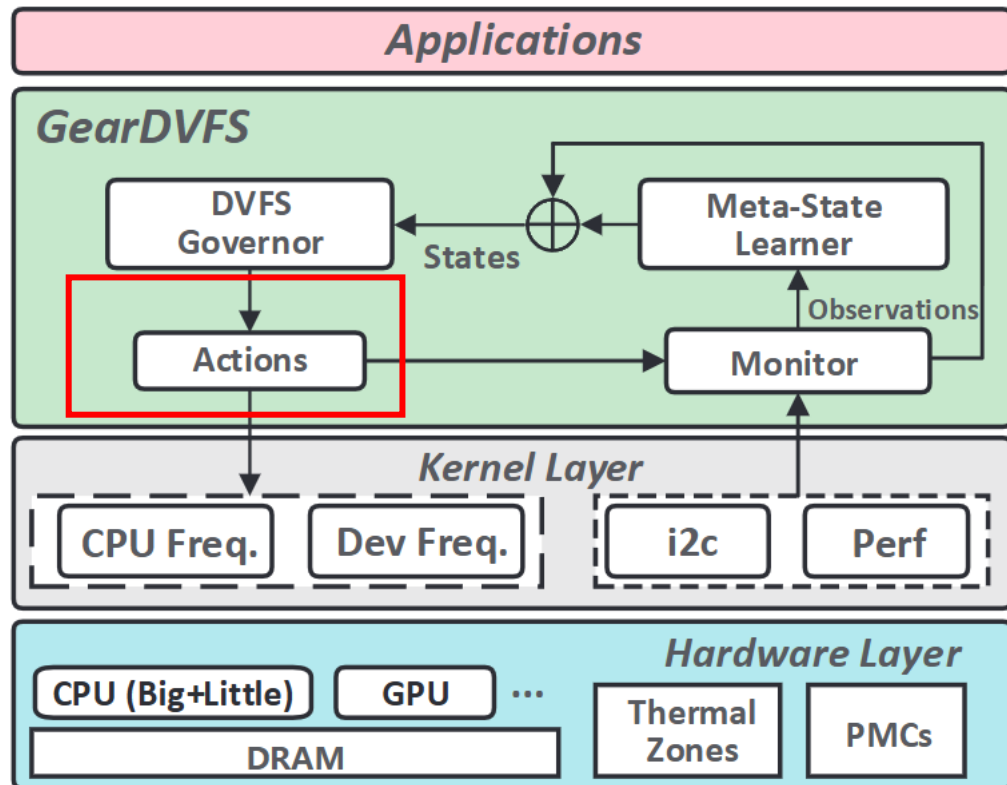 Applications
GearDVFS
DVFS
Governor
States
Meta-State
Learner
Observations
Actions
Monitor
Kernel Layer
CPU Freq.
Dev Freq.
i2c
Perf
Hardware Layer
CPU (Big+Little)
GPU
...
DRAM
Thermal
Zones
PMCs